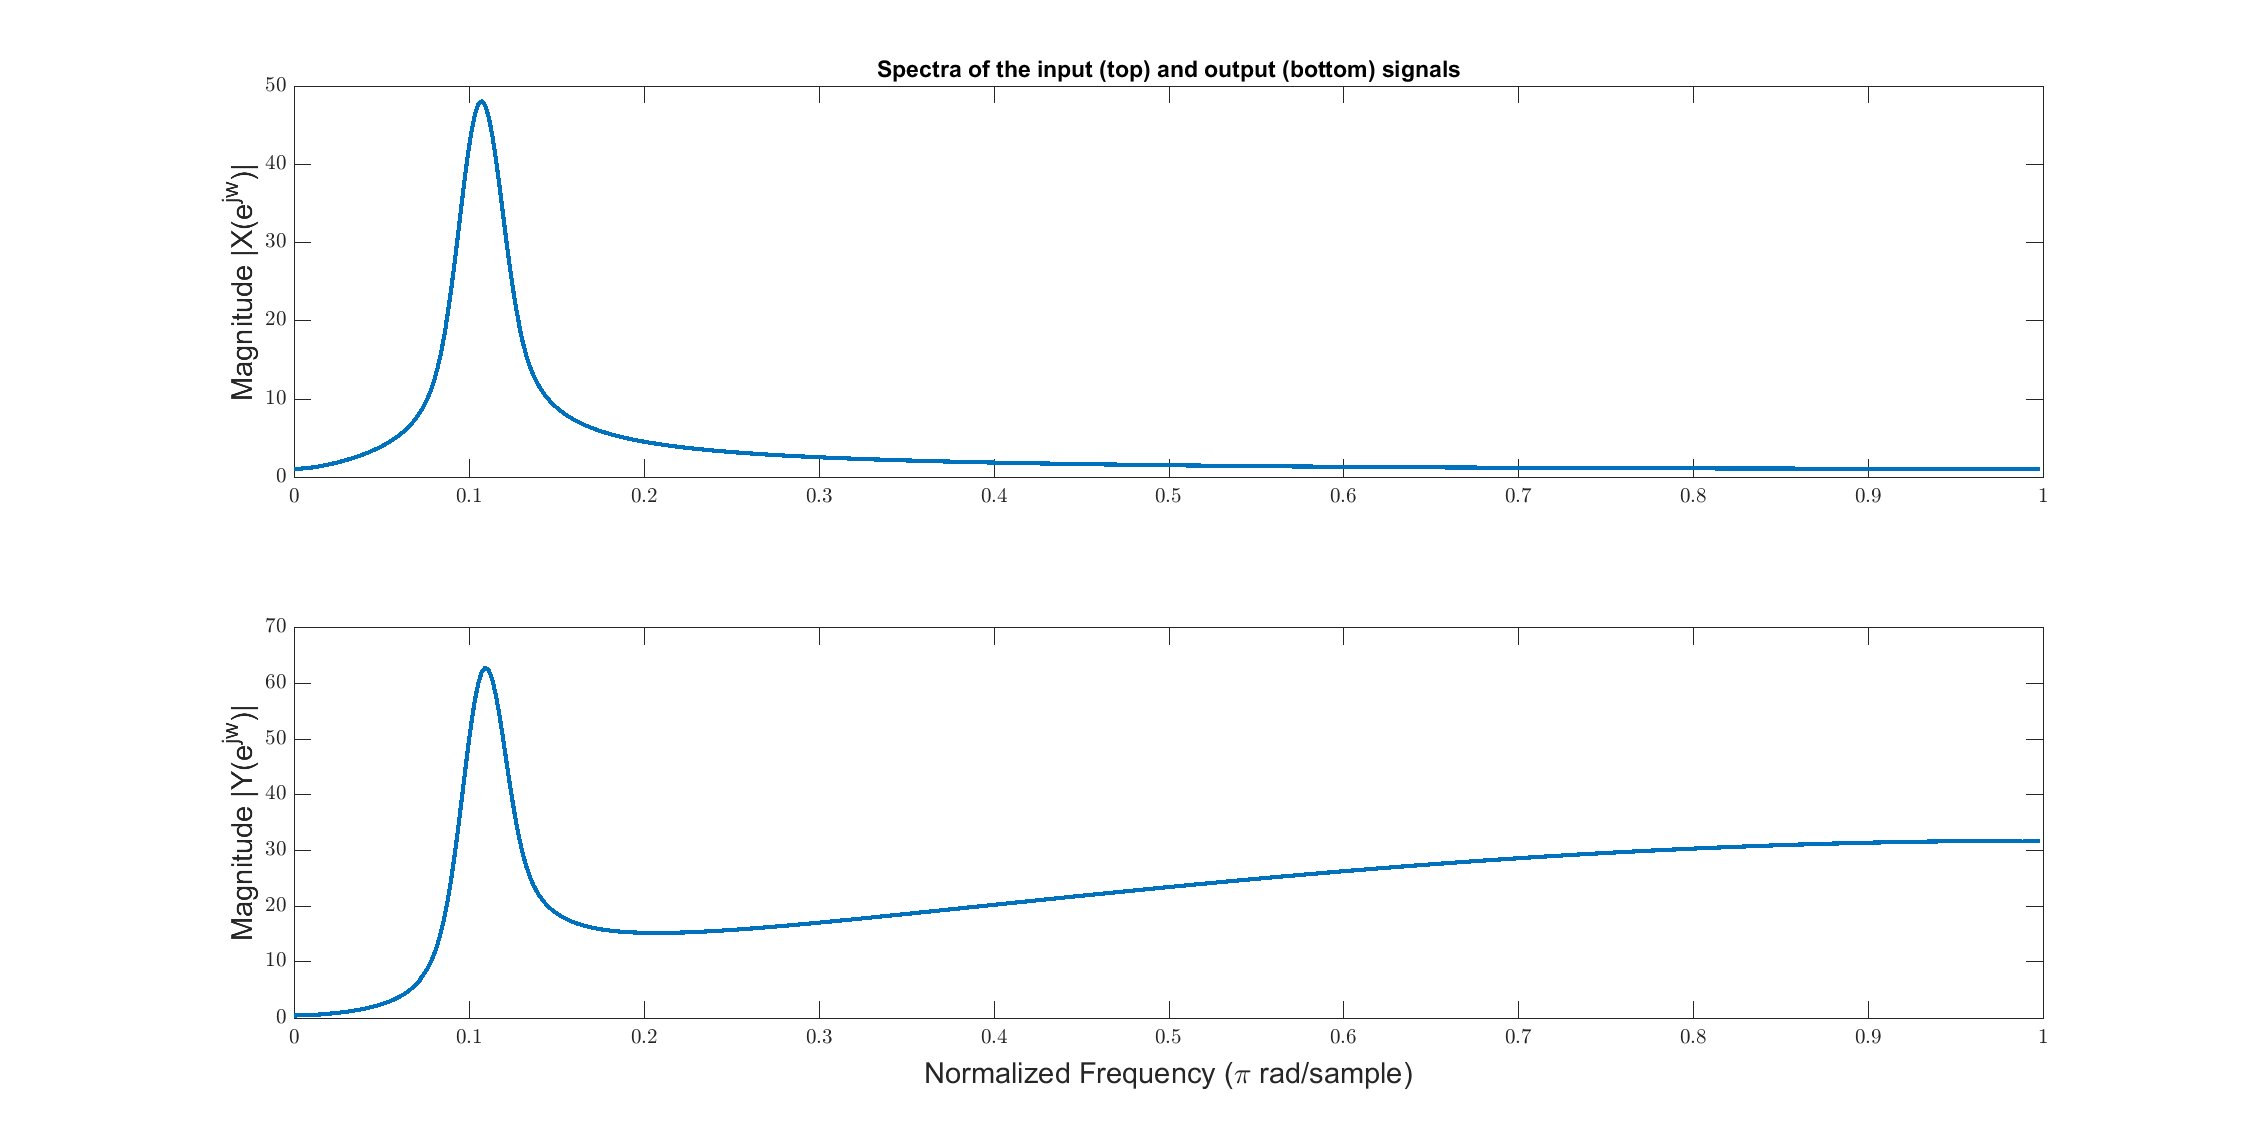 Spectra of the input (top) and output (bottom) signals
Magnitude |X(e^{jw})|
50
40
30
20
10
0
0 0.1 0.2 0.3 0.4 0.5 0.6 0.7 0.8 0.9 1
Magnitude |Y(e^{jw})|
70
60
50
40
30
20
10
0
0 0.1 0.2 0.3 0.4 0.5 0.6 0.7 0.8 0.9 1
Normalized Frequency (π rad/sample)